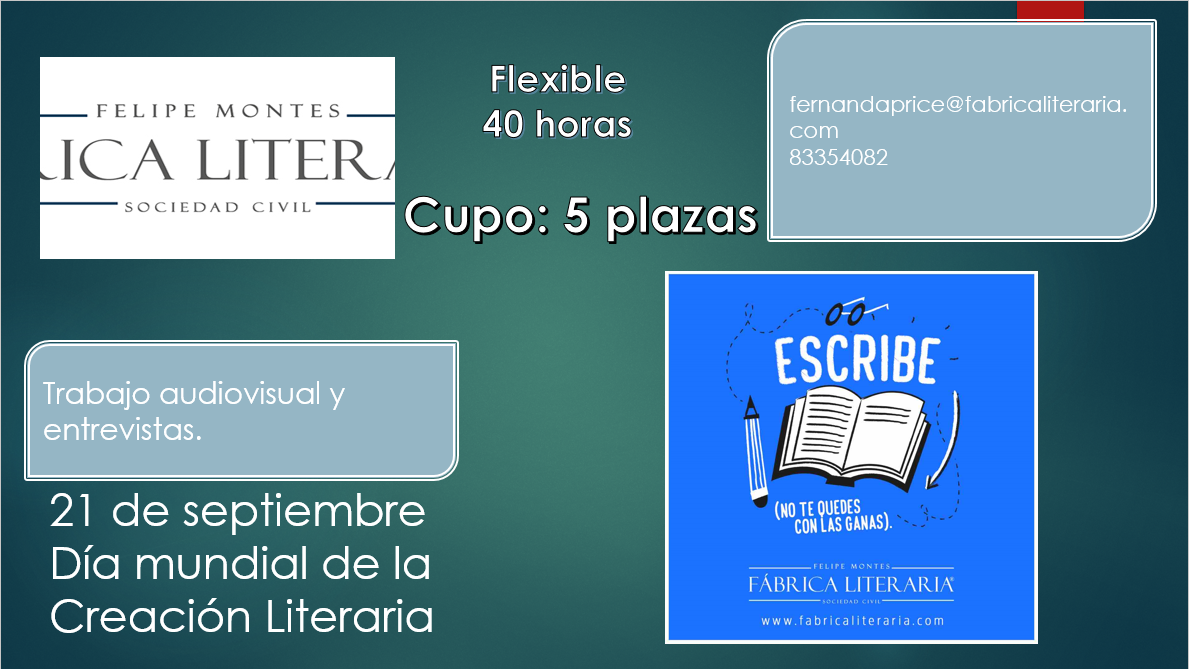 FELIPE MONTES
RICA LITERA
SOCIEDAD CIVIL
Flexible
40 horas
Cupo: 5 plazas
fernandaprice@fabricaliteraria.
com
83354082
Trabajo audiovisual y
entrevistas.
21 de septiembre
Día mundial de la
Creación Literaria
ESCRIBE
(NO TE QUEDES
CON LAS GANAS).
FELIPE MONTES
FÁBRICA LITERARIA®
SOCIEDAD CIVIL
www.fabricaliteraria.com